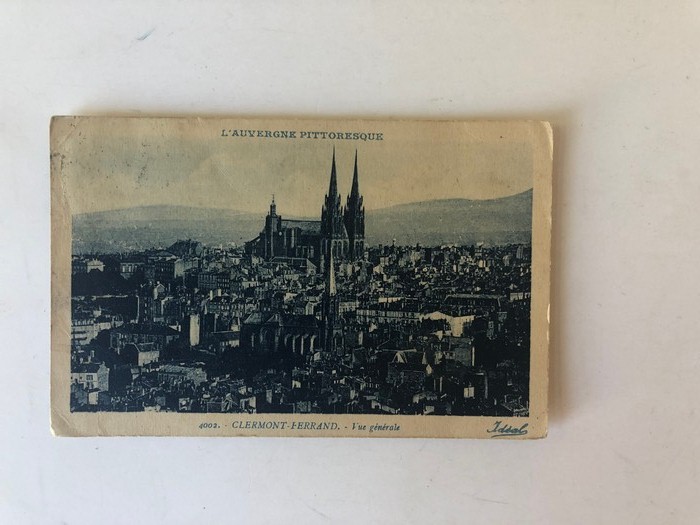 L'AUVERGNE PITTORESQUE
4002. - CLERMONT-FERRAND. - Vue générale
Idéal